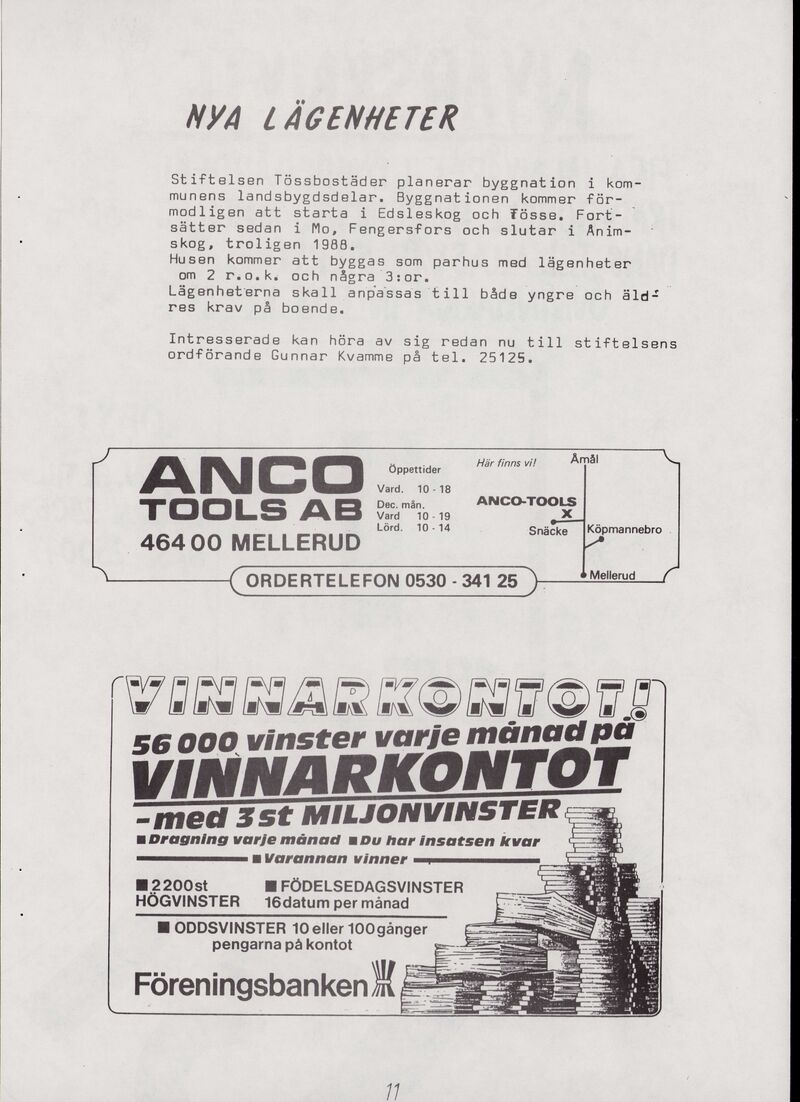 NYA LÄGENHETER
Stiftelsen Tössbostäder planerar byggnation i kom-
munens landsbygdsdelar. Byggnationen kommer för-
modligen att starta i Edsleskog och Tösse. Fort-
sätter sedan i Mo, Fengersfors och slutar i Ånim-
skog, troligen 1988.
Husen kommer att byggas som parhus med lägenheter
om 2 r.o.k. och några 3:or.
Lägenheterna skall anpassas till både yngre och äld-
res krav på boende.
Intresserade kan höra av sig redan nu till stiftelsens
ordförande Gunnar Kvamme på tel. 25125.
ANCO
TOOLS AB
464 00 MELLERUD
Öppettider
Vard. 10 - 18
Dec. mån.
Vard 10 - 19
Lörd. 10 - 14
Här finns vi!
Åmål
ANCO-TOOLS
X
Snäcke
Köpmannebro
Mellerud
ORDERTELEFON 0530 - 341 25
VINNARKONTOT!
56 000 vinster varje månad på
VINNARKONTOT
-med 3 st MILJONVINSTER
■ Dragning varje månad ■ Du har insatsen kvar
■ Varannan vinner
■ 2200 st
HÖGVINSTER
■ FÖDELSEDAGSVINSTER
16 datum per månad
■ ODDSVINSTER 10 eller 100 gånger
pengarna på kontot
Föreningsbanken
11